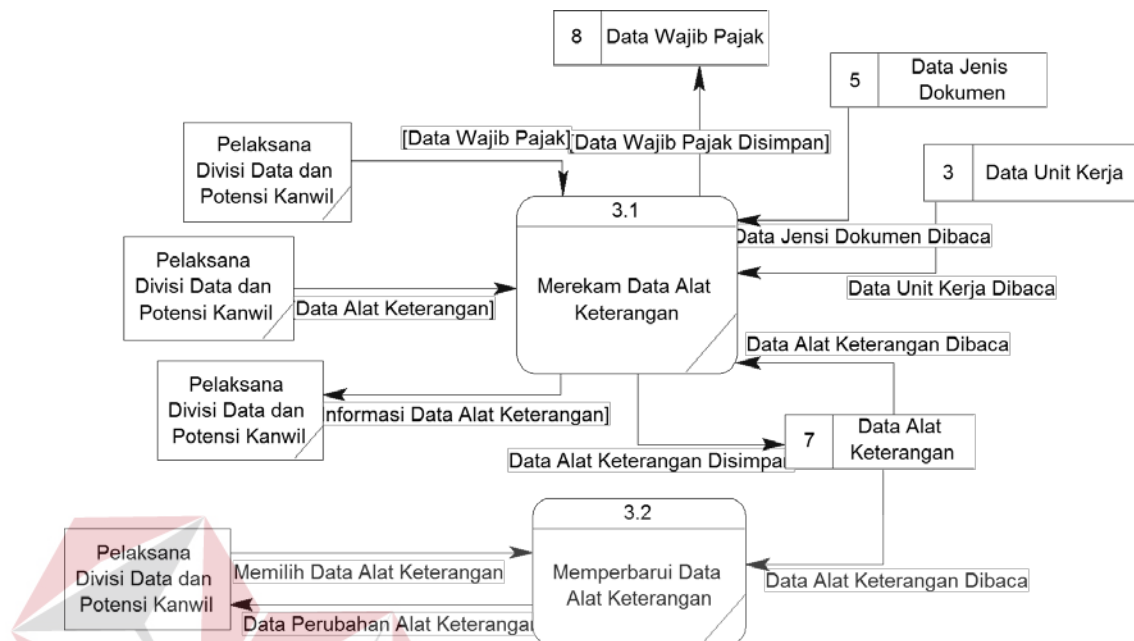 8
Data Wajib Pajak
5
Data Jenis
Dokumen
Pelaksana
Divisi Data dan
Potensi Kanwil
[Data Wajib Pajak]
[Data Wajib Pajak Disimpan]
3
Data Unit Kerja
3.1
Merekam Data Alat
Keterangan
Data Jensi Dokumen Dibaca
Data Unit Kerja Dibaca
Pelaksana
Divisi Data dan
Potensi Kanwil
[Data Alat Keterangan]
Data Alat Keterangan Dibaca
Pelaksana
Divisi Data dan
Potensi Kanwil
nformasi Data Alat Keterangan]
7
Data Alat
Keterangan
Data Alat Keterangan Disimpan
3.2
Memperbarui Data
Alat Keterangan
Pelaksana
Divisi Data dan
Potensi Kanwil
Memilih Data Alat Keterangan
Data Perubahan Alat Keterangan
Data Alat Keterangan Dibaca